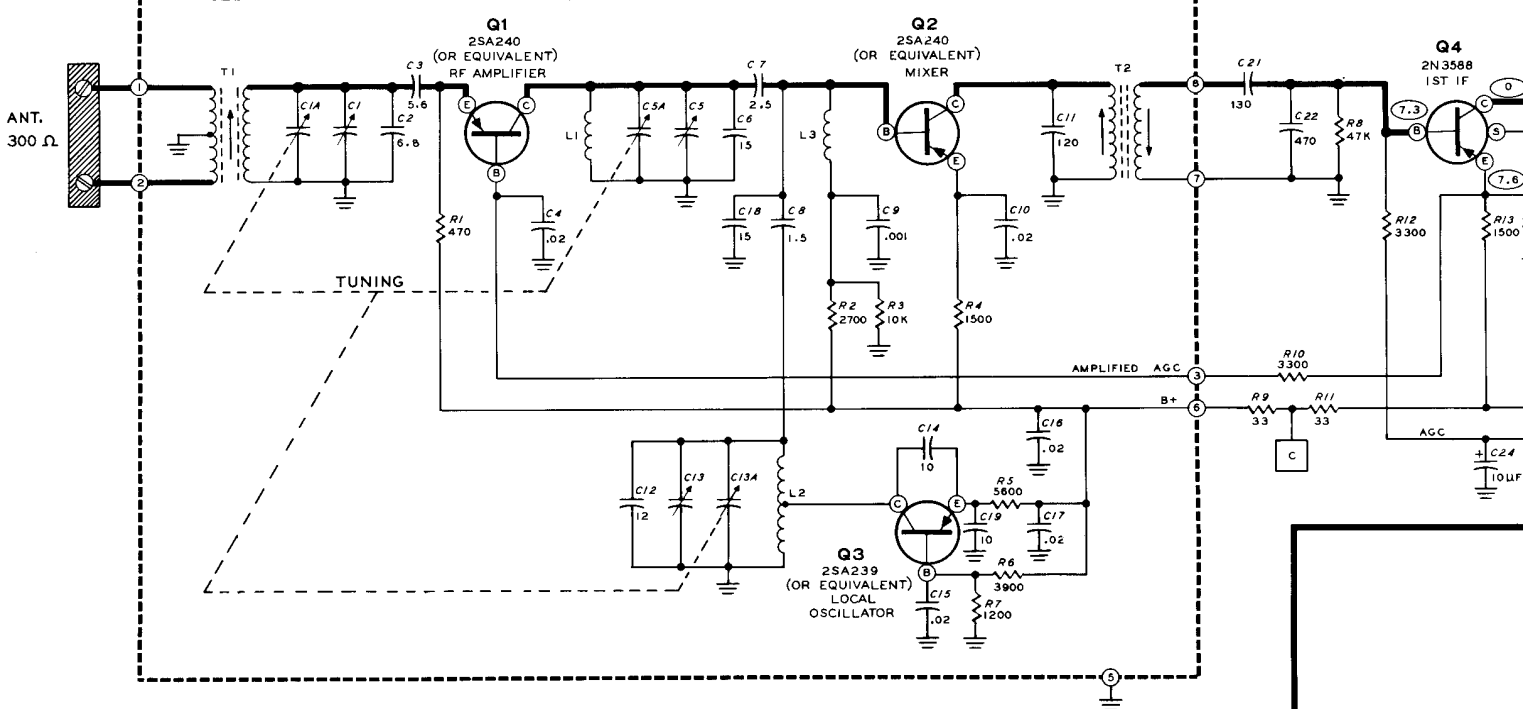 ANT.
300 Ω
1
2
T1
C1A
C1
C2
6.8
C3
5.6
Q1
2SA240
(OR EQUIVALENT)
RF AMPLIFIER
E
C
B
R1
470
C4
.02
L1
C5A
C5
C6
15
C7
2.5
C18
15
C8
1.5
L3
C9
.001
R2
2700
R3
10K
Q2
2SA240
(OR EQUIVALENT)
MIXER
B
C
E
C10
.02
R4
1500
C11
120
T2
8
7
C21
130
C22
470
R8
47K
Q4
2N3588
1ST IF
0
7.3
B
C
S
E
7.6
R12
3300
R13
1500
TUNING
AMPLIFIED AGC
3
R10
3300
B+
6
R9
33
R11
33
C
AGC
+
C24
10UF
C12
12
C13
C13A
L2
C14
10
C16
.02
C
E
B
R5
5600
C19
10
C17
.02
Q3
2SA239
(OR EQUIVALENT)
LOCAL
OSCILLATOR
R6
3900
C15
.02
R7
1200
5